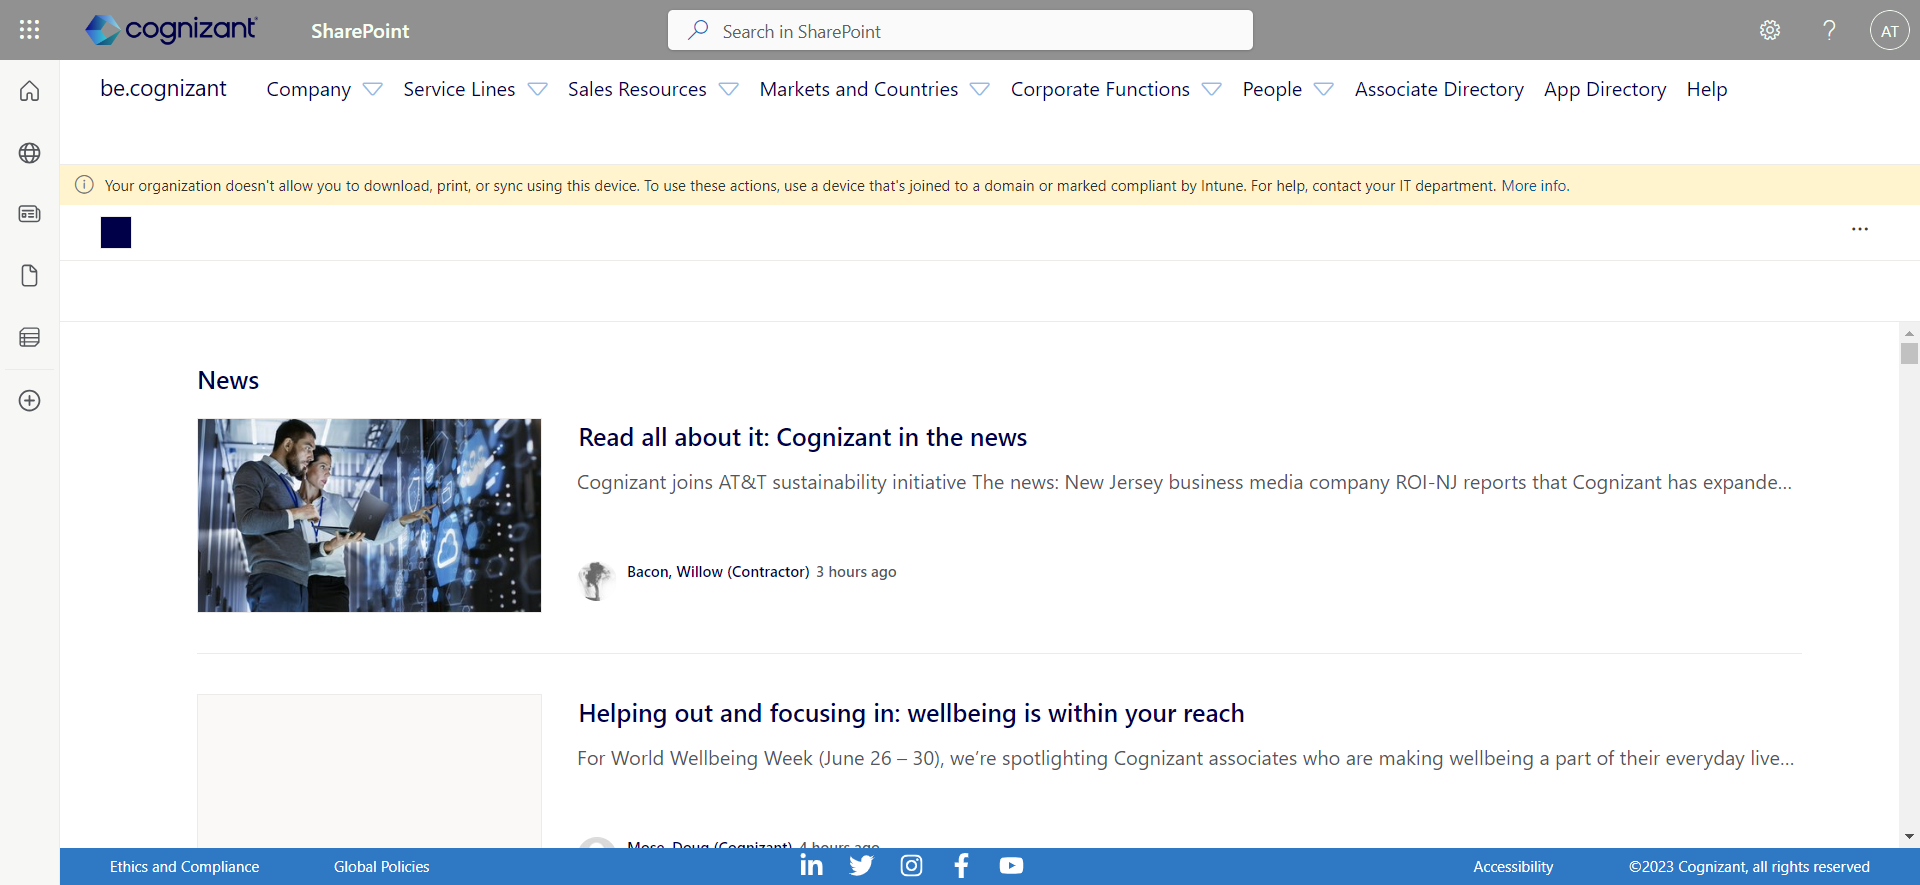 cognizant
SharePoint
Search in SharePoint
AT
be.cognizant
Company
Service Lines
Sales Resources
Markets and Countries
Corporate Functions
People
Associate Directory
App Directory
Help
Your organization doesn't allow you to download, print, or sync using this device. To use these actions, use a device that's joined to a domain or marked compliant by Intune. For help, contact your IT department. More info.
News
Read all about it: Cognizant in the news
Cognizant joins AT&T sustainability initiative The news: New Jersey business media company ROI-NJ reports that Cognizant has expande...
Bacon, Willow (Contractor) 3 hours ago
Helping out and focusing in: wellbeing is within your reach
For World Wellbeing Week (June 26 – 30), we’re spotlighting Cognizant associates who are making wellbeing a part of their everyday live...
Mose, Doug (Cognizant) 4 hours ago
Ethics and Compliance
Global Policies
Accessibility
©2023 Cognizant, all rights reserved